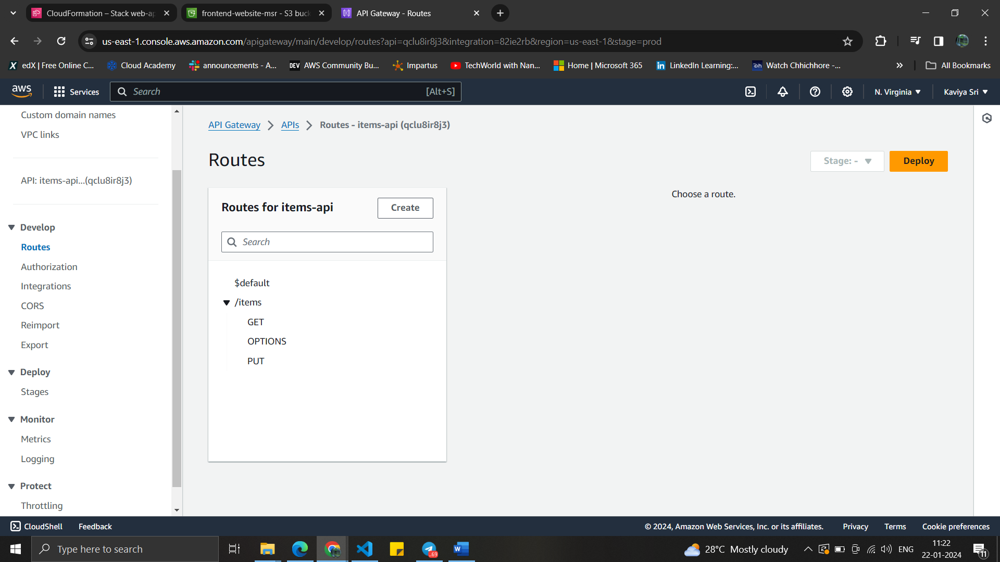 CloudFormation – Stack web-ap
frontend-website-msr - S3 buck
API Gateway - Routes
us-east-1.console.aws.amazon.com/apigateway/main/develop/routes?api=qclu8ir8j3&integration=82ie2rb&region=us-east-1&stage=prod
edX | Free Online C...
Cloud Academy
announcements - A...
DEV AWS Community Bu...
Impartus
TechWorld with Nan...
Home | Microsoft 365
LinkedIn Learning:...
Dh Watch Chhichhore -...
All Bookmarks
aws
Services
Search [Alt+S]
N. Virginia
Kaviya Sri
Custom domain names
VPC links
API: items-api...(qclu8ir8j3)
Develop
Routes
Authorization
Integrations
CORS
Reimport
Export
Deploy
Stages
Monitor
Metrics
Logging
Protect
Throttling
API Gateway > APIs > Routes - items-api (qclu8ir8j3)
Routes
Stage: -
Deploy
Routes for items-api
Create
Search
$default
/items
GET
OPTIONS
PUT
Choose a route.
CloudShell
Feedback
© 2024, Amazon Web Services, Inc. or its affiliates.
Privacy
Terms
Cookie preferences
Type here to search
..69
28°C Mostly cloudy
ENG
11:22
22-01-2024
11